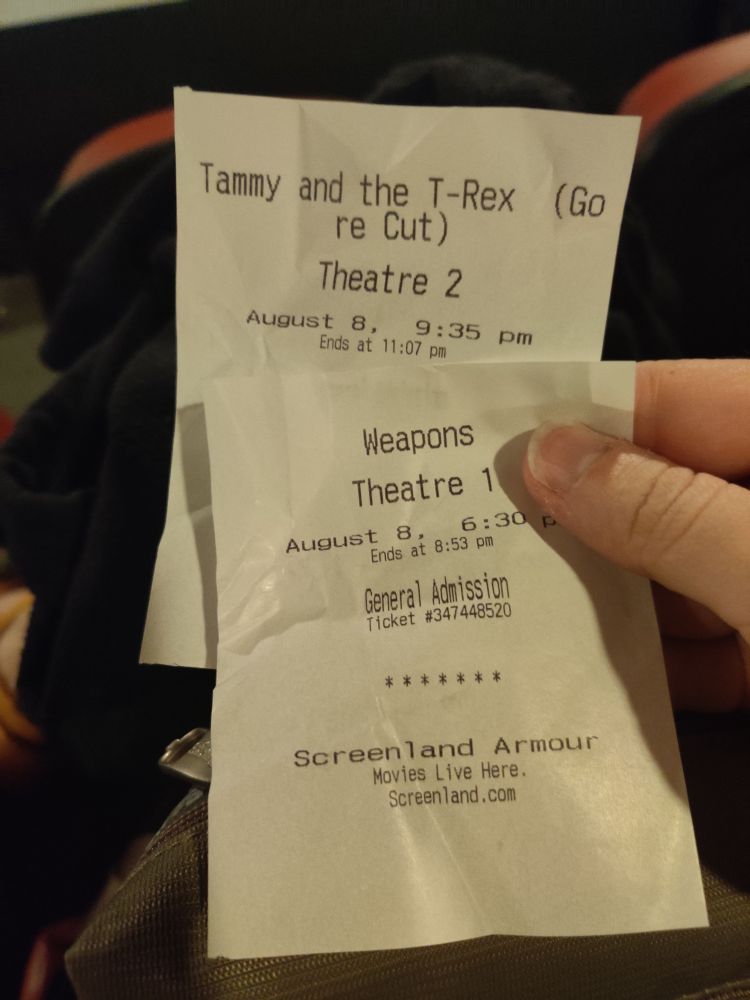 Tammy and the T-Rex (Go
re Cut)
Theatre 2
August 8, 9:35 pm
Ends at 11:07 pm
Weapons
Theatre 1
August 8, 6:30 p
Ends at 8:53 pm
General Admission
Ticket #347448520
*******
Screenland Armour
Movies Live Here.
Screenland.com